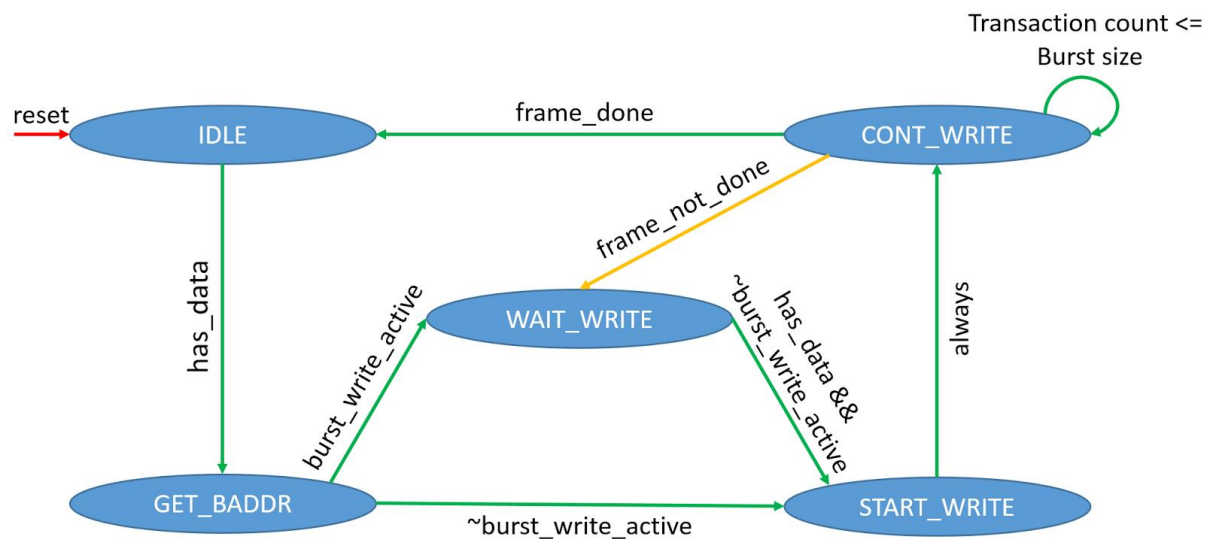 Transaction count <=
Burst size
reset
IDLE
frame_done
CONT_WRITE
frame_not_done
has_data
WAIT_WRITE
burst_write_active
has_data &&
~burst_write_active
always
GET_BADDR
~burst_write_active
START_WRITE